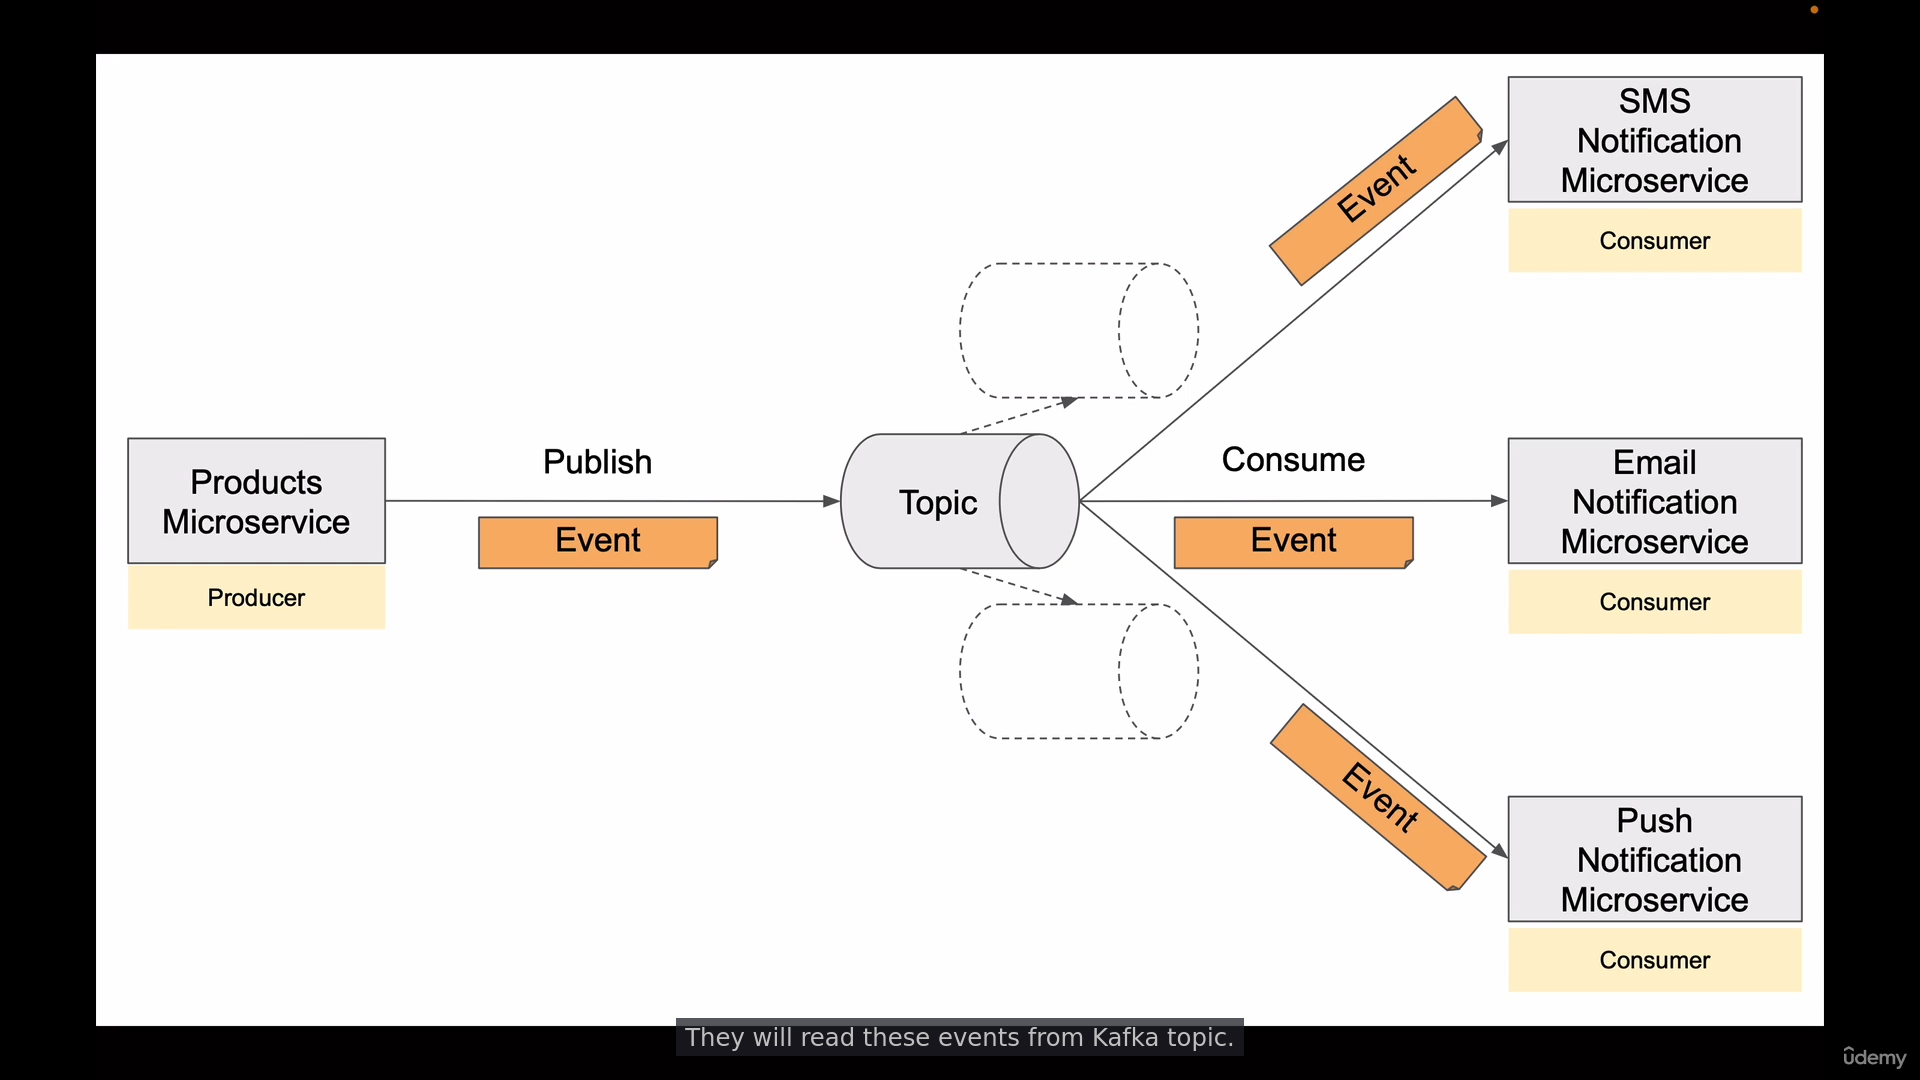 SMS
Notification
Microservice
Consumer
Event
Products
Microservice
Producer
Publish
Event
Topic
Consume
Event
Email
Notification
Microservice
Consumer
Event
Push
Notification
Microservice
Consumer
They will read these events from Kafka topic.
ûdemy